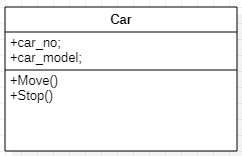 Car
+car_no;
+car_model;
+Move()
+Stop()